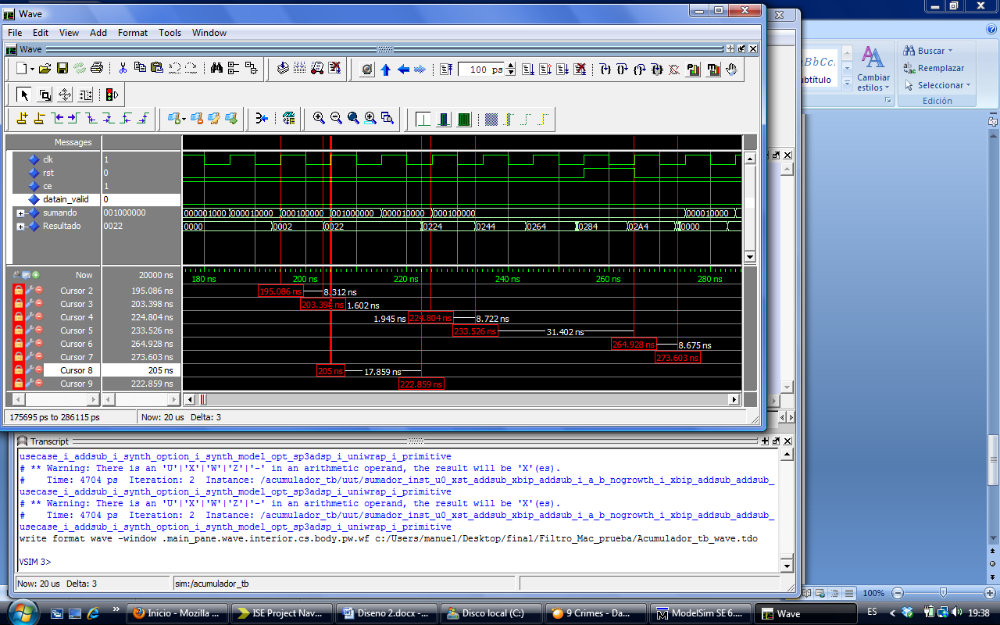 Wave
File Edit View Add Format Tools Window
Wave
100 ps
Messages
clk 1
rst 0
ce 1
datain_valid 0
sumando 001000000 000001000 000010000 000100000 001000000 000010000 000100000 000010000
Resultado 0022 0000 0002 0022 0224 0244 0264 0284 02A4 0000
Now 20000 ns 180 ns 200 ns 220 ns 240 ns 260 ns 280 ns
Cursor 2 195.086 ns 195.086 ns 8.312 ns
Cursor 3 203.398 ns 203.398 ns 1.602 ns
Cursor 4 224.804 ns 1.945 ns 224.804 ns 8.722 ns
Cursor 5 233.526 ns 233.526 ns 31.402 ns
Cursor 6 264.928 ns 264.928 ns 8.675 ns
Cursor 7 273.603 ns 273.603 ns
Cursor 8 205 ns 205 ns 17.859 ns
Cursor 9 222.859 ns 222.859 ns
175695 ps to 286115 ps Now: 20 us Delta: 3
Transcript
usecase_i_addsub_i_synth_option_i_synth_model_opt_sp3adsp_i_uniwrap_i_primitive
# ** Warning: There is an 'U'|'X'|'W'|'Z'|'-' in an arithmetic operand, the result will be 'X'(es).
# Time: 4704 ps Iteration: 2 Instance: /acumulador_tb/uut/sumador_inst_u0_xst_addsub_xbip_addsub_i_a_b_nogrowth_i_xbip_addsub_addsub_
usecase_i_addsub_i_synth_option_i_synth_model_opt_sp3adsp_i_uniwrap_i_primitive
# ** Warning: There is an 'U'|'X'|'W'|'Z'|'-' in an arithmetic operand, the result will be 'X'(es).
# Time: 4704 ps Iteration: 2 Instance: /acumulador_tb/uut/sumador_inst_u0_xst_addsub_xbip_addsub_i_a_b_nogrowth_i_xbip_addsub_addsub_
usecase_i_addsub_i_synth_option_i_synth_model_opt_sp3adsp_i_uniwrap_i_primitive
write format wave -window .main_pane.wave.interior.cs.body.pw.wf c:/Users/manuel/Desktop/final/Filtro_Mac_prueba/Acumulador_tb_wave.tdo
VSIM 3>
Now: 20 us Delta: 3 sim:/acumulador_tb
BbCc.
ubtítulo
Cambiar
estilos
Buscar
Reemplazar
Seleccionar
Edición
100%
Inicio - Mozilla ... ISE Project Nav... Diseno 2.docx -... Disco local (C:) 9 Crimes - Da... ModelSim SE 6.... Wave ES 19:38